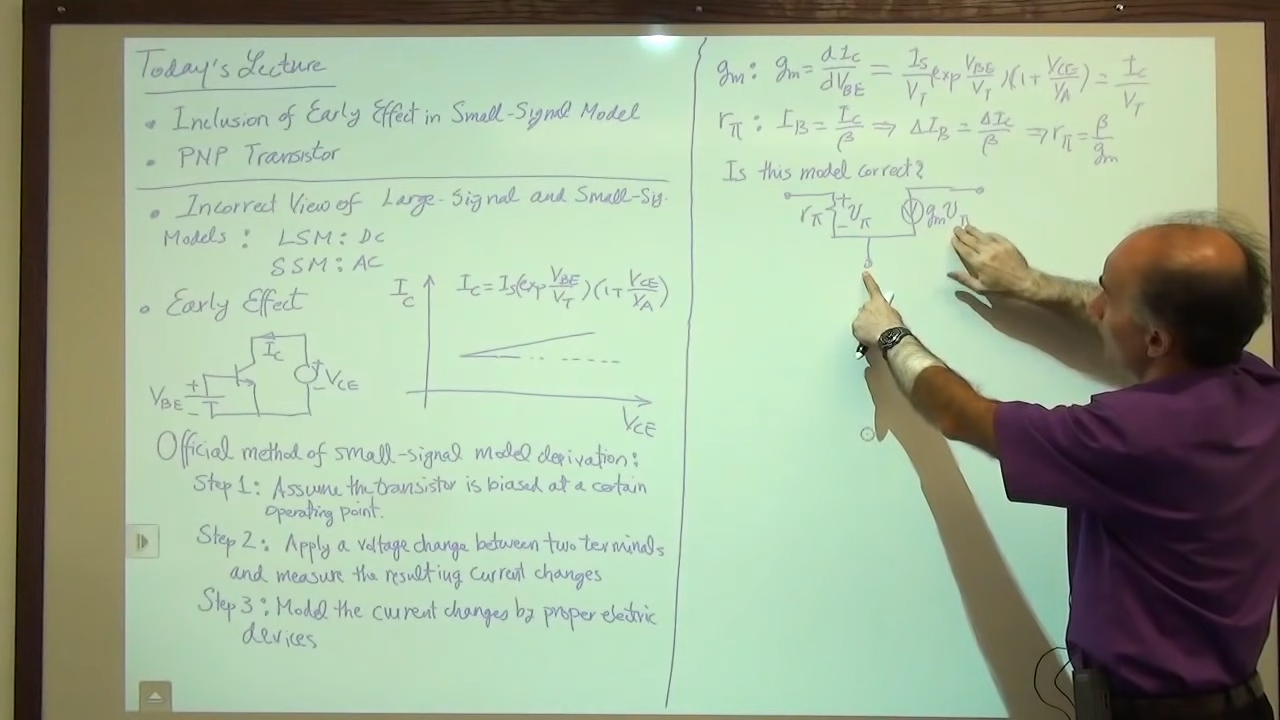 Today's Lecture
• Inclusion of Early Effect in Small-Signal Model
• PNP Transistor
• Incorrect View of Large-Signal and Small-Sig.
Models: LSM: DC
SSM: AC
• Early Effect
I_C
I_C = I_S(exp V_BE/V_T)(1+V_CE/V_A)
V_CE
I_C
V_BE + -
+ - V_CE
Official method of small-signal model derivation:
Step 1: Assume the transistor is biased at a certain
operating point.
Step 2: Apply a voltage change between two terminals
and measure the resulting current changes
Step 3: Model the current changes by proper electric
devices
g_m: g_m = dI_C/dV_BE = I_S/V_T(exp V_BE/V_T)(1+V_CE/V_A) = I_C/V_T
r_π: I_B = I_C/β ⇒ ΔI_B = ΔI_C/β ⇒ r_π = β/g_m
Is this model correct?
r_π + - v_π g_m v_π